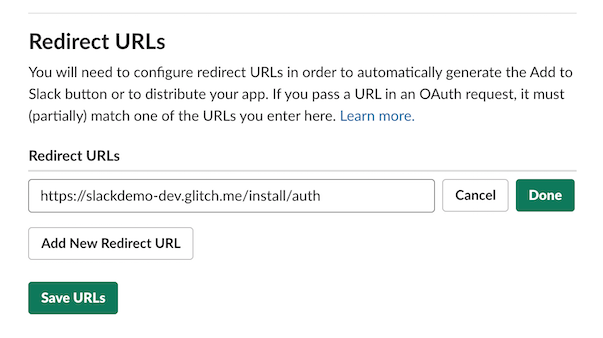 Redirect URLs
You will need to configure redirect URLs in order to automatically generate the Add to
Slack button or to distribute your app. If you pass a URL in an OAuth request, it must
(partially) match one of the URLs you enter here. Learn more.
Redirect URLs
https://slackdemo-dev.glitch.me/install/auth Cancel Done
Add New Redirect URL
Save URLs